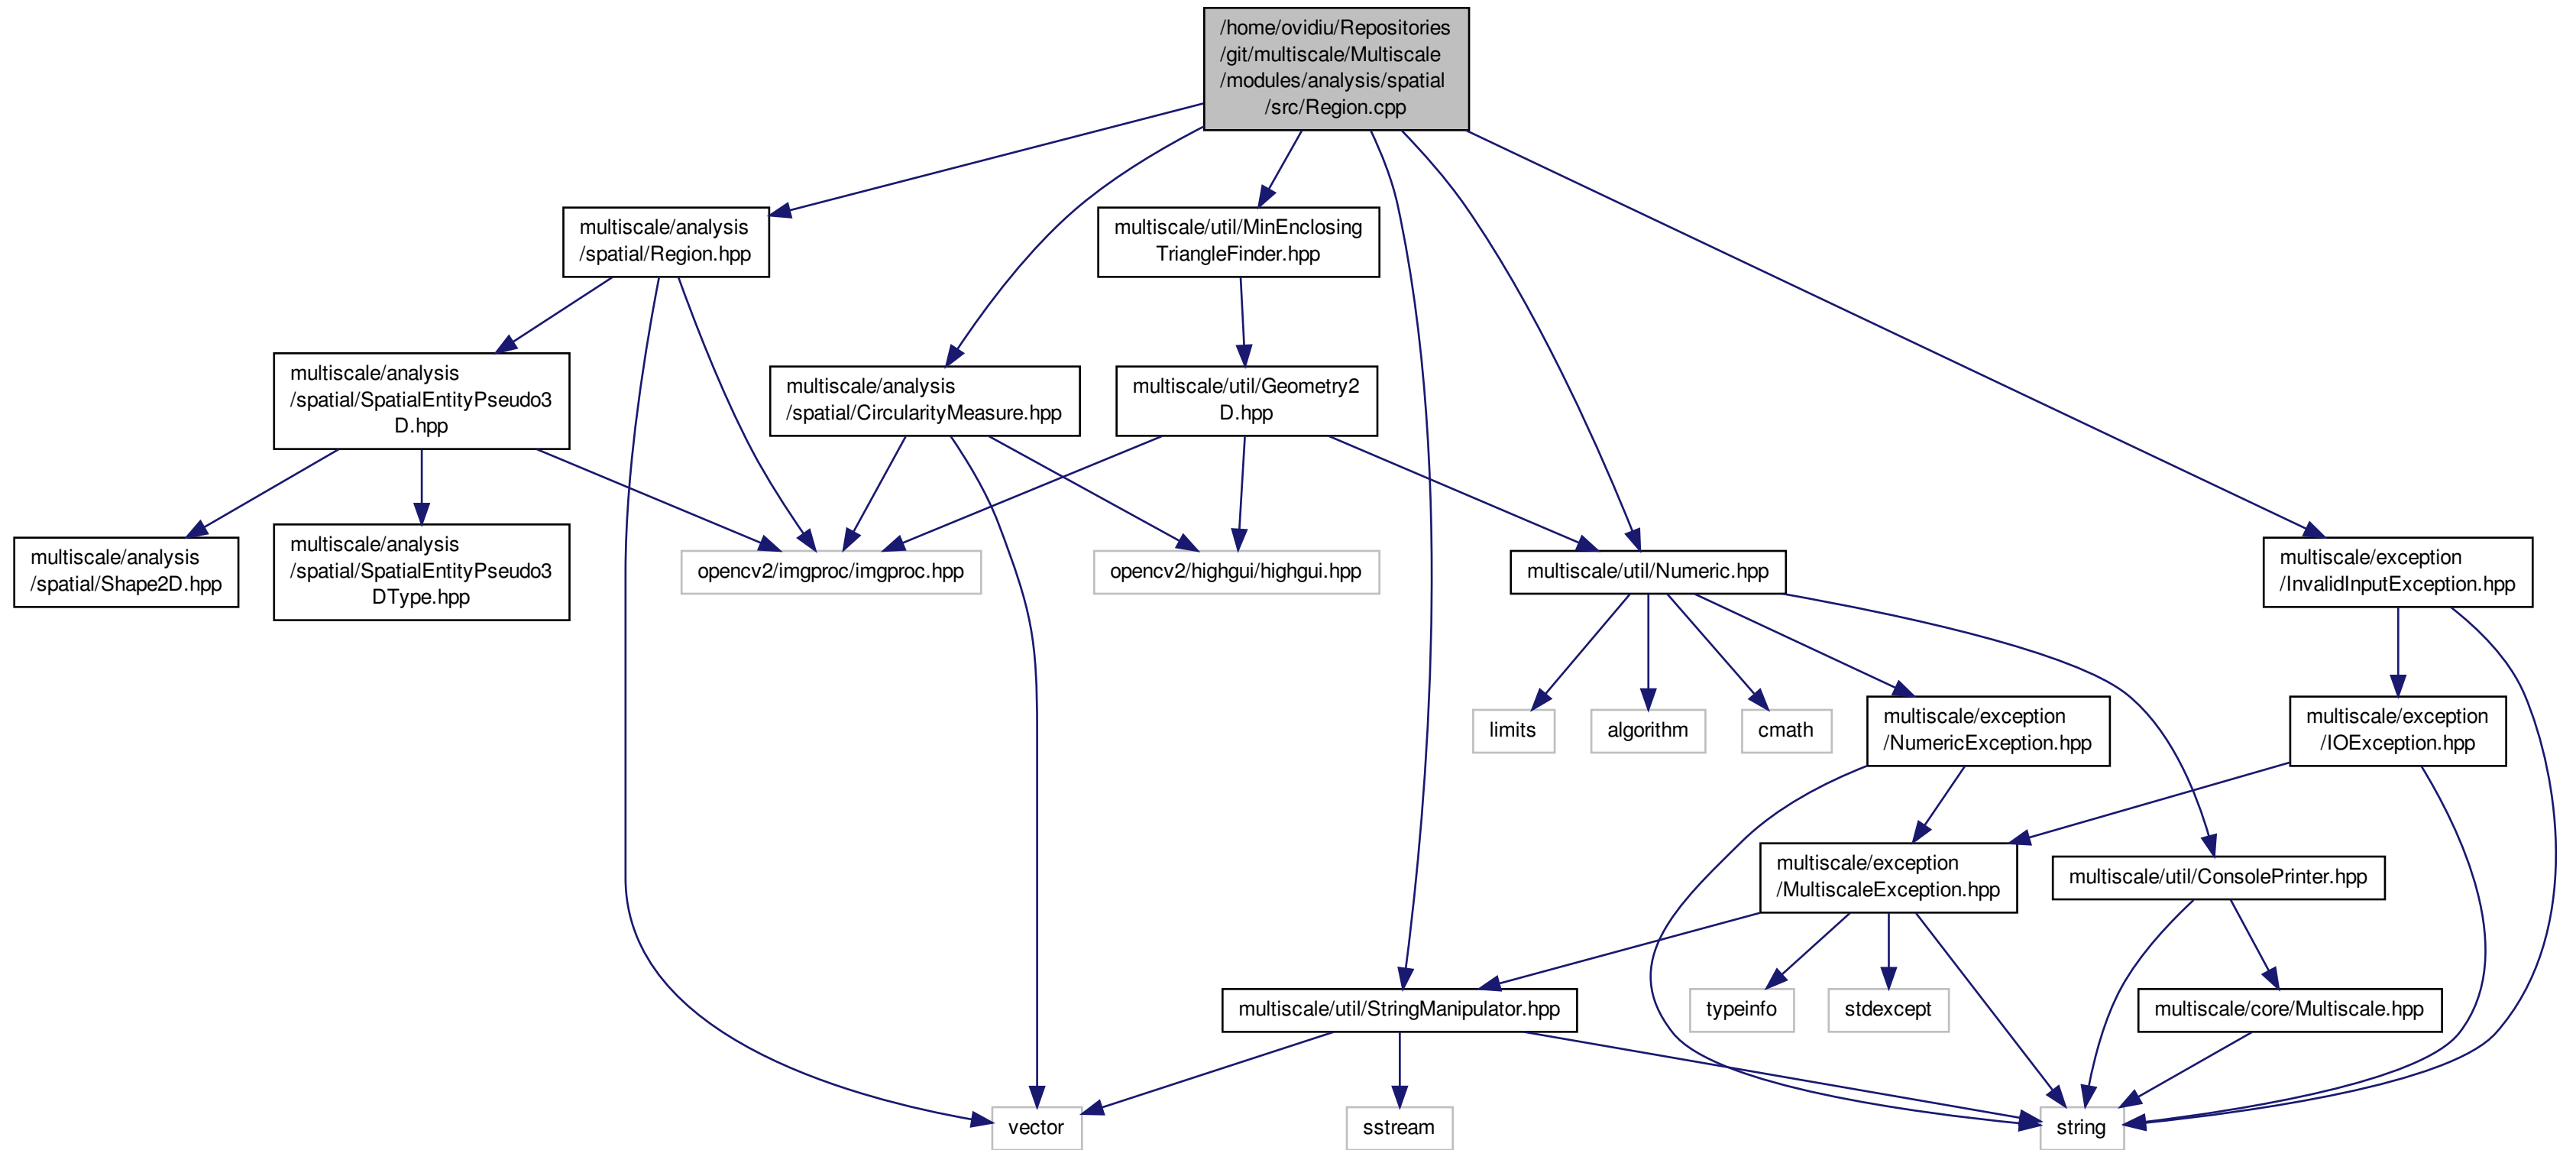 /home/ovidiu/Repositories
/git/multiscale/Multiscale
/modules/analysis/spatial
/src/Region.cpp
multiscale/analysis
/spatial/Region.hpp
multiscale/util/MinEnclosing
TriangleFinder.hpp
multiscale/analysis
/spatial/SpatialEntityPseudo3
D.hpp
multiscale/analysis
/spatial/CircularityMeasure.hpp
multiscale/util/Geometry2
D.hpp
multiscale/analysis
/spatial/Shape2D.hpp
multiscale/analysis
/spatial/SpatialEntityPseudo3
DType.hpp
opencv2/imgproc/imgproc.hpp
opencv2/highgui/highgui.hpp
multiscale/util/Numeric.hpp
multiscale/exception
/InvalidInputException.hpp
limits
algorithm
cmath
multiscale/exception
/NumericException.hpp
multiscale/exception
/IOException.hpp
multiscale/exception
/MultiscaleException.hpp
multiscale/util/ConsolePrinter.hpp
multiscale/util/StringManipulator.hpp
typeinfo
stdexcept
multiscale/core/Multiscale.hpp
vector
sstream
string